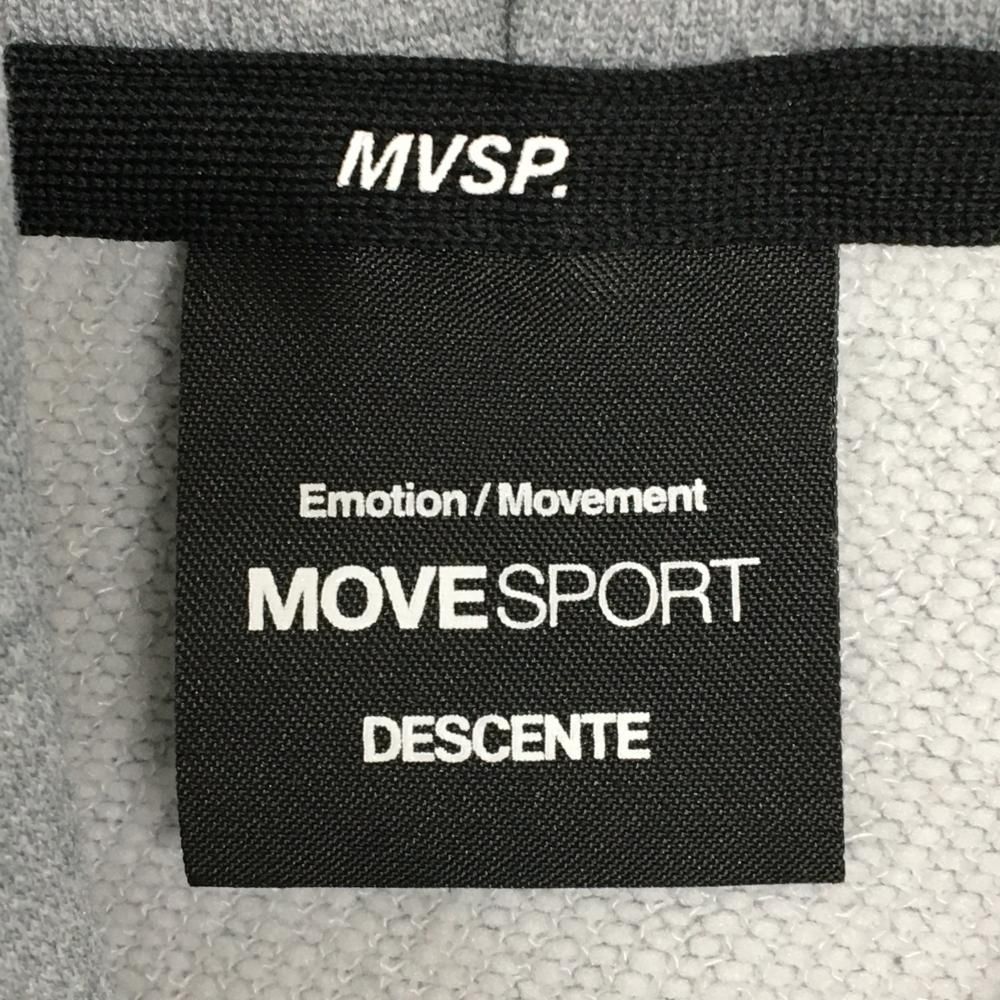 MVSP.
Emotion / Movement
MOVESPORT
DESCENTE